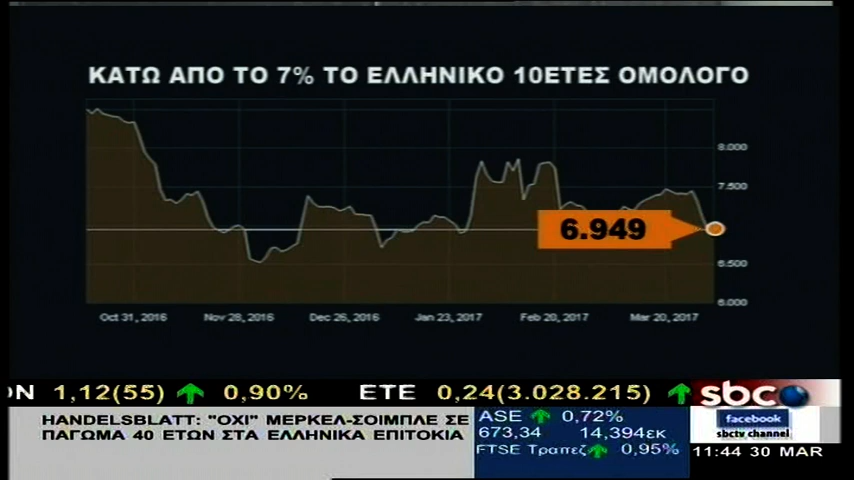 ΚΑΤΩ ΑΠΟ ΤΟ 7% ΤΟ ΕΛΛΗΝΙΚΟ 10ΕΤΕΣ ΟΜΟΛΟΓΟ
8.000
7.500
6.949
6.500
6.000
Oct 31, 2016 Nov 28, 2016 Dec 26, 2016 Jan 23, 2017 Feb 20, 2017 Mar 20, 2017
ΟΝ 1,12(55) 0,90% ΕΤΕ 0,24(3.028.215)
sbc
HANDELSBLATT: "ΟΧΙ" ΜΕΡΚΕΛ-ΣΟΙΜΠΛΕ ΣΕ
ΠΑΓΩΜΑ 40 ΕΤΩΝ ΣΤΑ ΕΛΛΗΝΙΚΑ ΕΠΙΤΟΚΙΑ
ASE 0,72%
673,34 14,394εκ
FTSE Τραπεζ 0,95%
facebook
sbctv channel
11:44 30 MAR